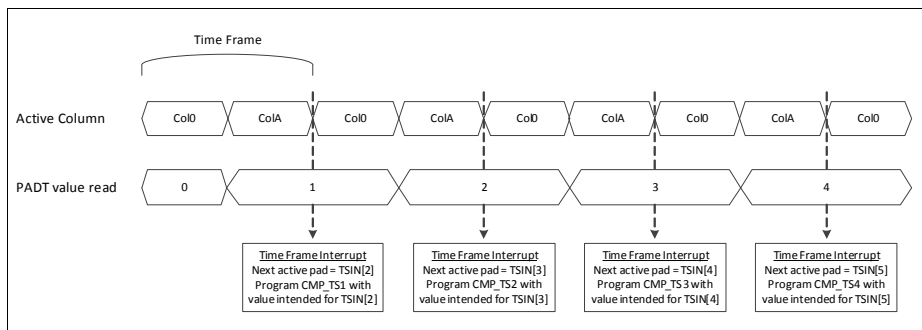 Time Frame
Active Column
Col0 ColA Col0 ColA Col0 ColA Col0 ColA Col0
PADT value read
0 1 2 3 4
Time Frame Interrupt
Next active pad = TSIN[2]
Program CMP_TS1 with
value intended for TSIN[2]
Time Frame Interrupt
Next active pad = TSIN[3]
Program CMP_TS2 with
value intended for TSIN[3]
Time Frame Interrupt
Next active pad = TSIN[4]
Program CMP_TS3 with
value intended for TSIN[4]
Time Frame Interrupt
Next active pad = TSIN[5]
Program CMP_TS4 with
value intended for TSIN[5]